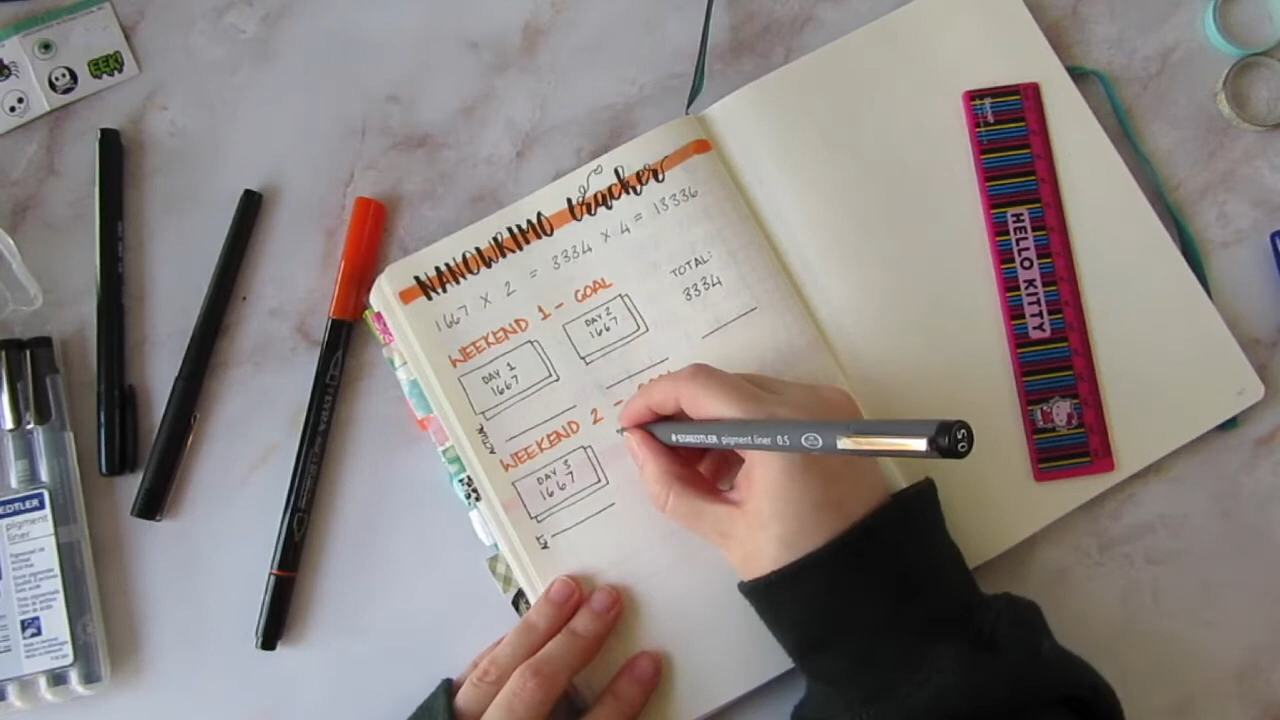 NANOWRIMO tracker
1667 X 2 = 3334 X 4 = 13336
WEEKEND 1 - GOAL
TOTAL:
3334
DAY 1
1667
DAY 2
1667
ACTUAL
WEEKEND 2 -
DAY 3
1667
STAEDTLER pigment liner 0.5
0.5
HELLO KITTY
EEK!
STAEDTLER
pigment
liner